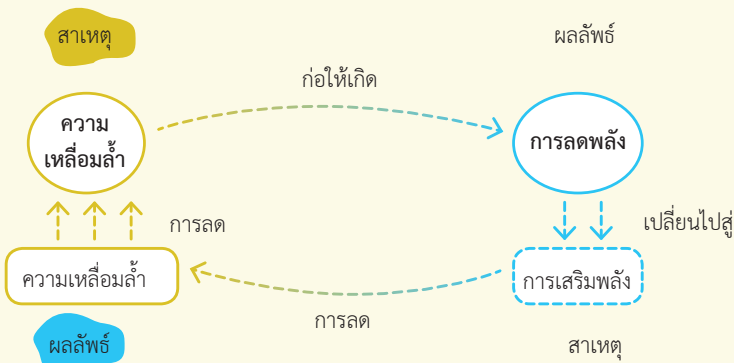 สาเหตุ
ผลลัพธ์
ก่อให้เกิด
ความ
เหลื่อมล้ำ
การลดพลัง
การลด
เปลี่ยนไปสู่
ความเหลื่อมล้ำ
การเสริมพลัง
การลด
ผลลัพธ์
สาเหตุ